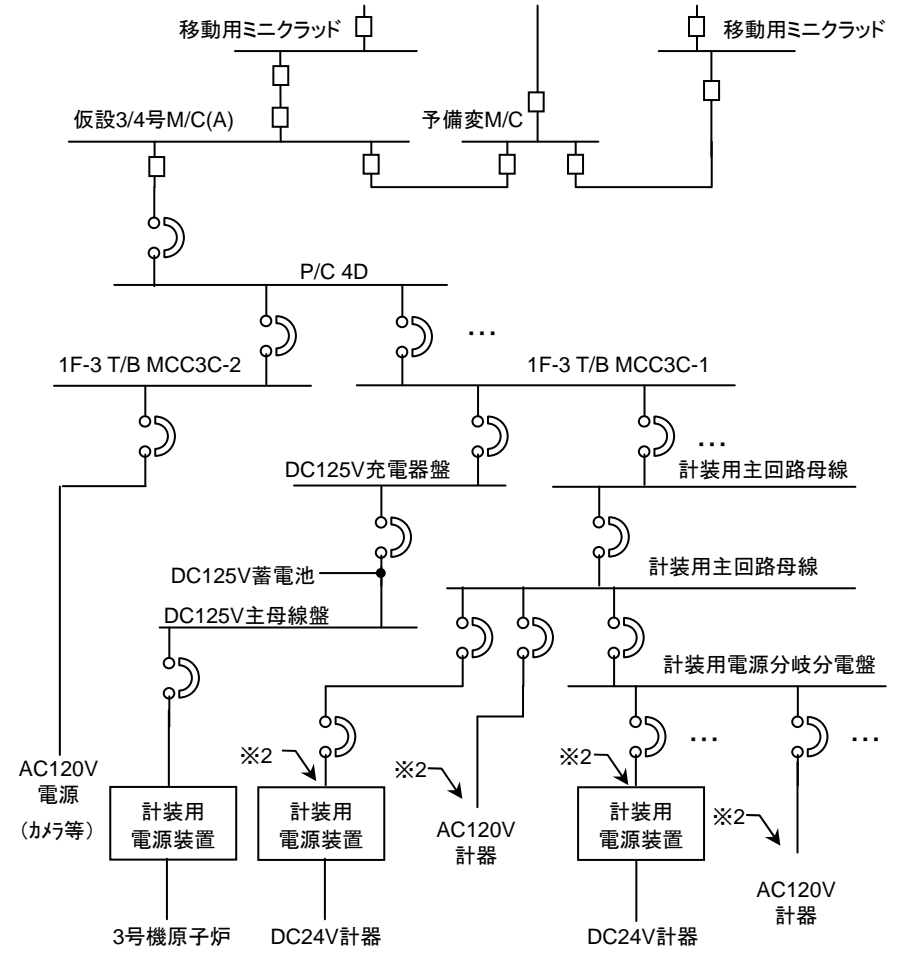 移動用ミニクラッド
移動用ミニクラッド
仮設3/4号M/C(A)
予備変M/C
P/C 4D
…
1F-3 T/B MCC3C-2
1F-3 T/B MCC3C-1
…
DC125V充電器盤
計装用主回路母線
DC125V蓄電池
計装用主回路母線
DC125V主母線盤
計装用電源分岐分電盤
…
…
※2
※2
※2
※2
AC120V
電源
(カメラ等)
計装用
電源装置
計装用
電源装置
AC120V
計器
計装用
電源装置
AC120V
計器
3号機原子炉
DC24V計器
DC24V計器